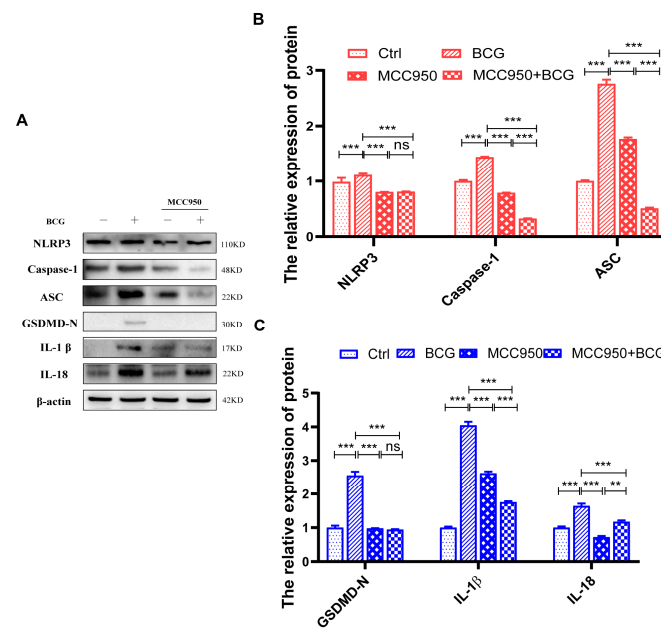 A
MCC950
BCG − + − +
NLRP3 110KD
Caspase-1 48KD
ASC 22KD
GSDMD-N 30KD
IL-1 β 17KD
IL-18 22KD
β-actin 42KD
B
Ctrl BCG
MCC950 MCC950+BCG
The relative expression of protein
3
2
1
0
*** *** *** ns
*** *** *** ***
*** *** *** ***
NLRP3
Caspase-1
ASC
C
Ctrl BCG MCC950 MCC950+BCG
The relative expression of protein
5
4
3
2
1
0
*** *** *** ns
*** *** *** ***
*** *** *** **
GSDMD-N
IL-1β
IL-18